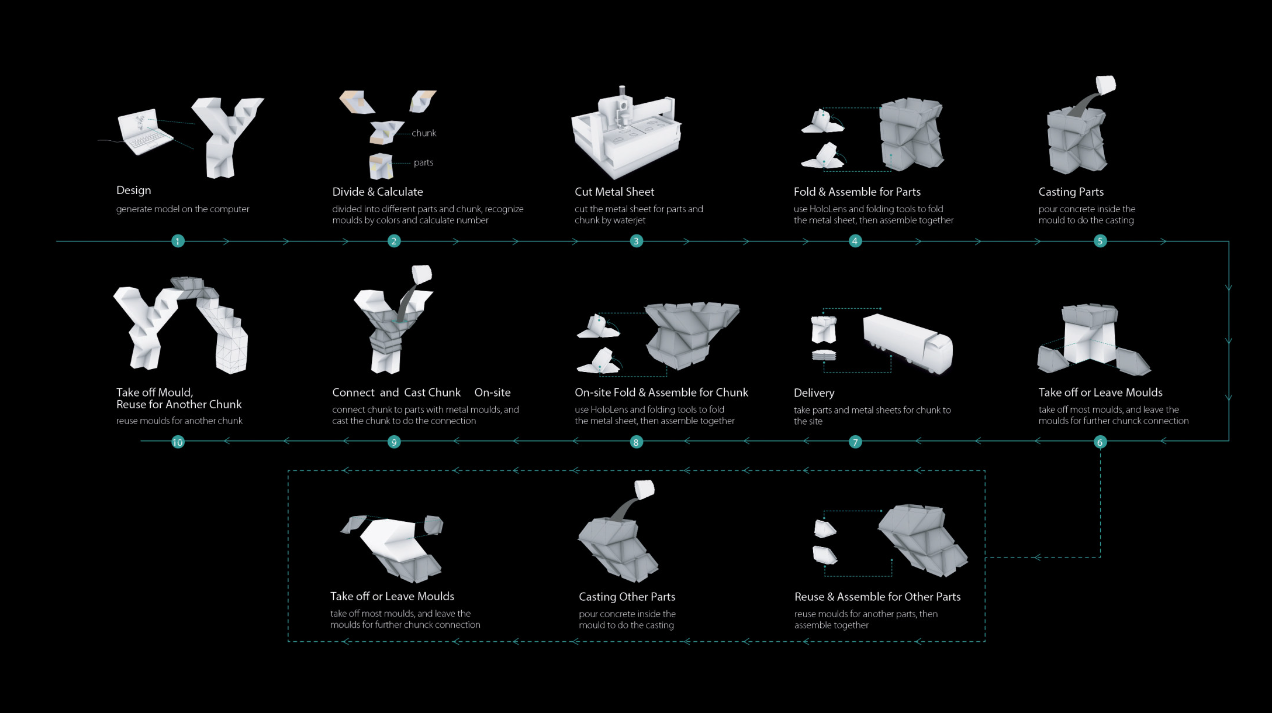 chunk
parts
Design
generate model on the computer
Divide & Calculate
divided into different parts and chunk, recognize
moulds by colors and calculate number
Cut Metal Sheet
cut the metal sheet for parts and
chunk by waterjet
Fold & Assemble for Parts
use HoloLens and folding tools to fold
the metal sheet, then assemble together
Casting Parts
pour concrete inside the
mould to do the casting
1
2
3
4
5
Take off Mould,
Reuse for Another Chunk
reuse moulds for another chunk
Connect and Cast Chunk On-site
connect chunk to parts with metal moulds, and
cast the chunk to do the connection
On-site Fold & Assemble for Chunk
use HoloLens and folding tools to fold
the metal sheet, then assemble together
Delivery
take parts and metal sheets for chunk to
the site
Take off or Leave Moulds
take off most moulds, and leave the
moulds for further chunck connection
10
9
8
7
6
Take off or Leave Moulds
take off most moulds, and leave the
moulds for further chunck connection
Casting Other Parts
pour concrete inside the
mould to do the casting
Reuse & Assemble for Other Parts
reuse moulds for another parts, then
assemble together